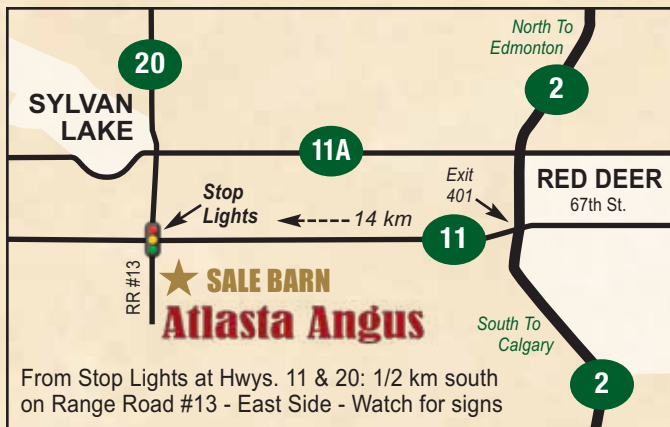 North To
Edmonton
20
2
SYLVAN
LAKE
11A
Exit
401
RED DEER
67th St.
Stop
Lights
14 km
11
RR #13
SALE BARN
Atlasta Angus
South To
Calgary
2
From Stop Lights at Hwys. 11 & 20: 1/2 km south
on Range Road #13 - East Side - Watch for signs